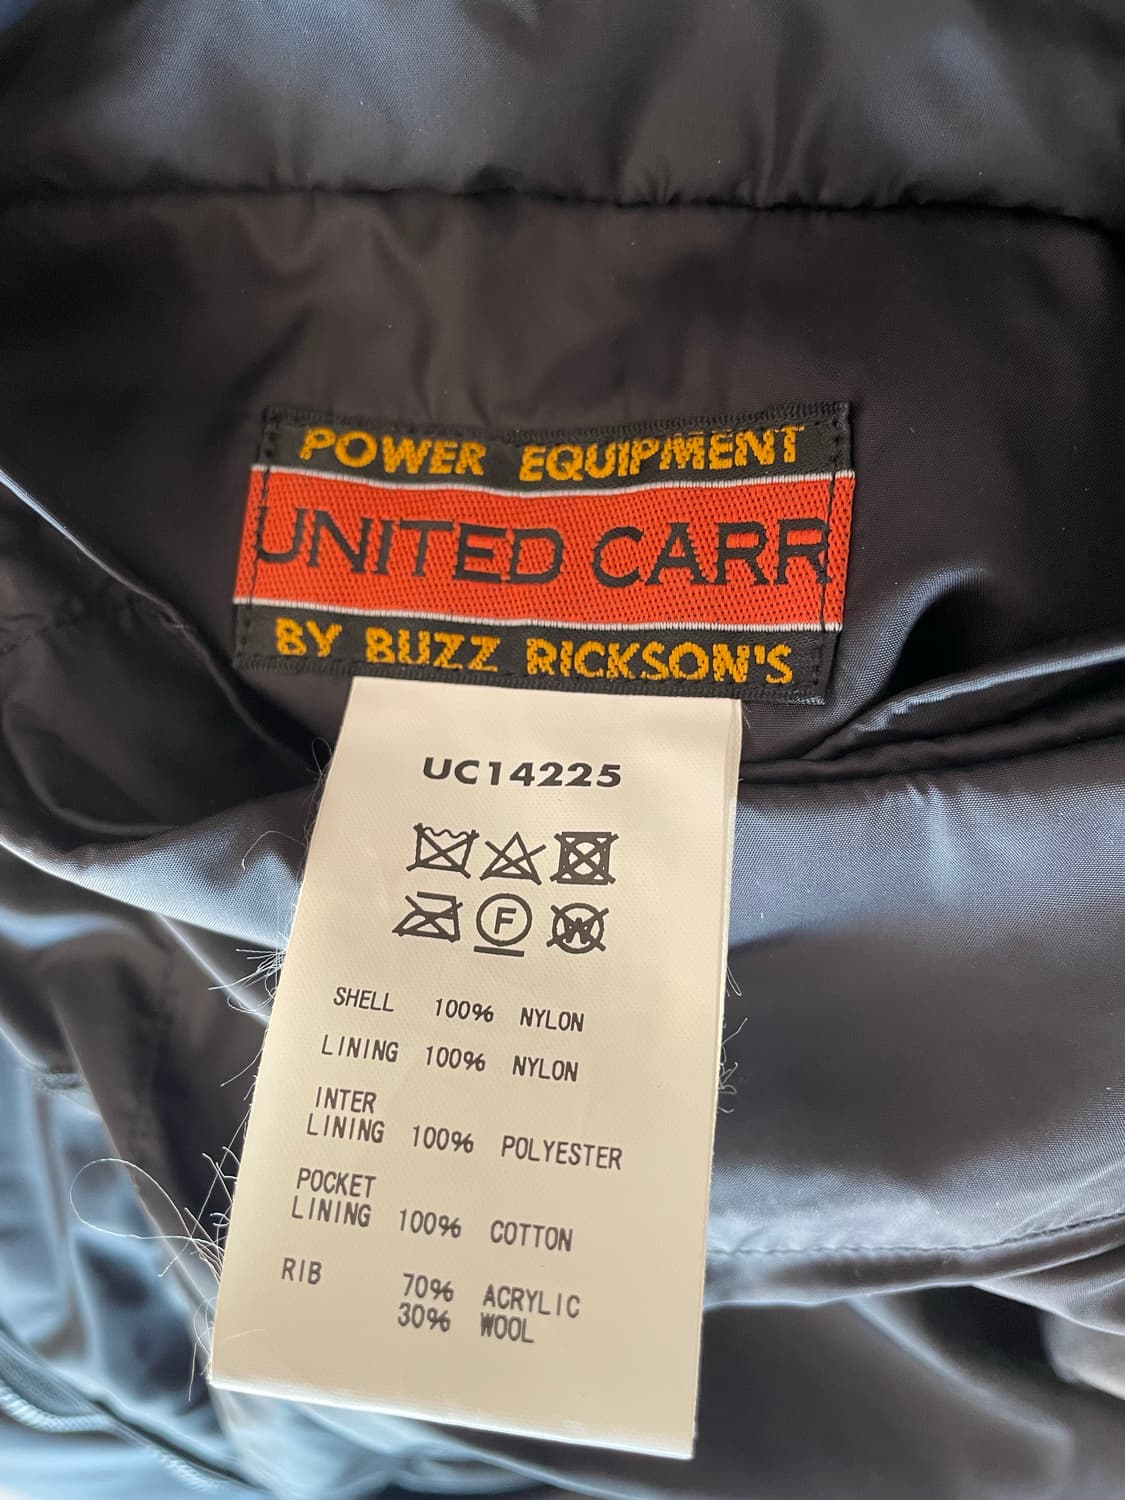 POWER EQUIPMENT
UNITED CARR
BY BUZZ RICKSON'S
UC14225
F
W
SHELL 100% NYLON
LINING 100% NYLON
INTER
LINING 100% POLYESTER
POCKET
LINING 100% COTTON
RIB 70% ACRYLIC
30% WOOL